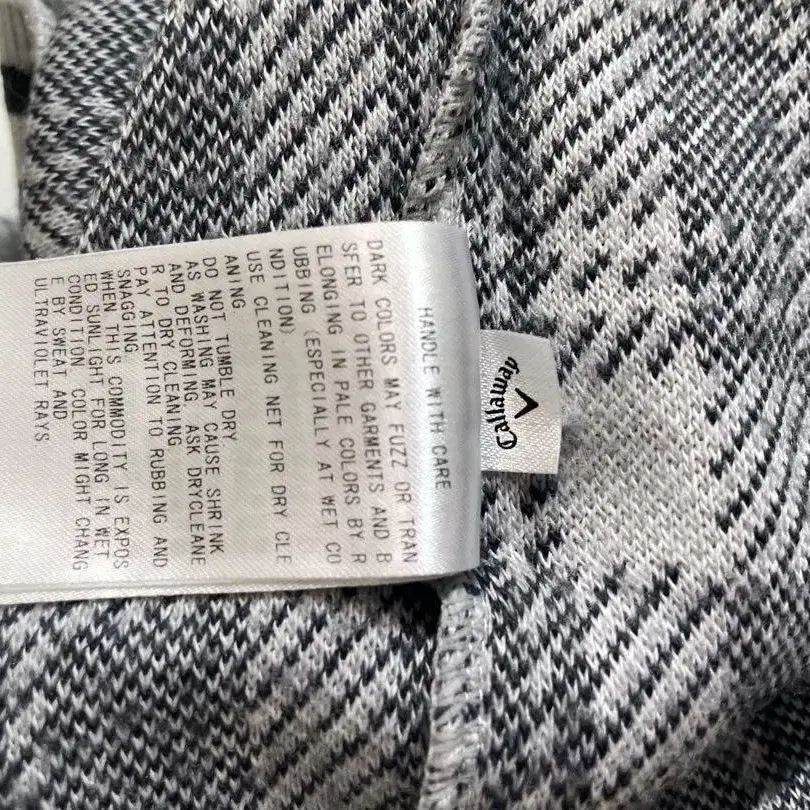 HANDLE WITH CARE
DARK COLORS MAY FUZZ OR TRAN
SFER TO OTHER GARMENTS AND B
ELONGING IN PALE COLORS BY R
UBBING (ESPECIALLY AT WET CO
NDITION)
USE CLEANING NET FOR DRY CLE
ANING.
DO NOT TUMBLE DRY
AS WASHING MAY CAUSE SHRINK
AND DEFORMING, ASK DRYCLEANE
R TO DRY CLEANING
PAY ATTENTION TO RUBBING AND
SNAGGING
WHEN THIS COMMODITY IS EXPOS
ED SUNLIGHT FOR LONG IN WET
CONDITION, COLOR MIGHT CHANG
E BY SWEAT AND
ULTRAVIOLET RAYS
Callaway